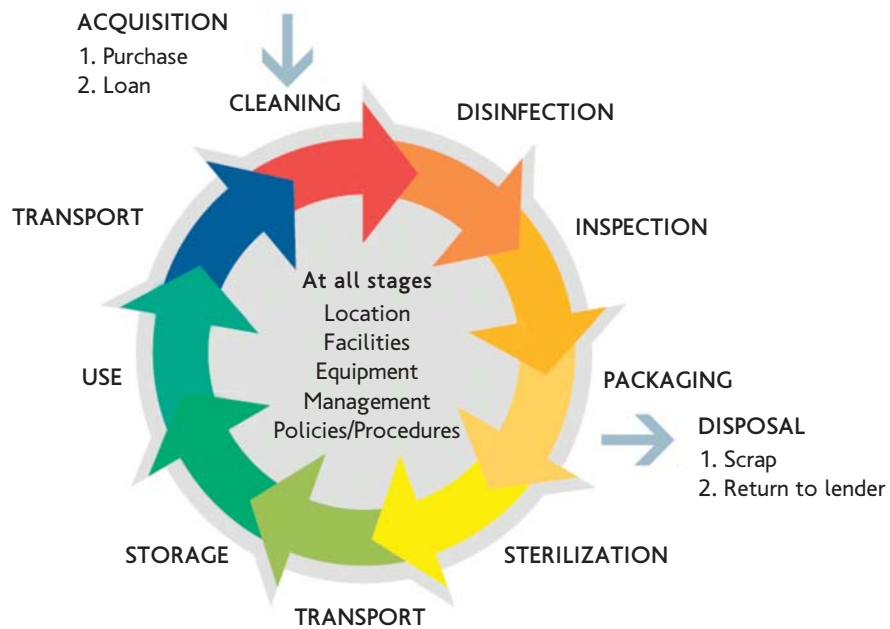 ACQUISITION
1. Purchase
2. Loan
CLEANING
DISINFECTION
INSPECTION
PACKAGING
DISPOSAL
1. Scrap
2. Return to lender
STERILIZATION
TRANSPORT
STORAGE
USE
TRANSPORT
At all stages
Location
Facilities
Equipment
Management
Policies/Procedures